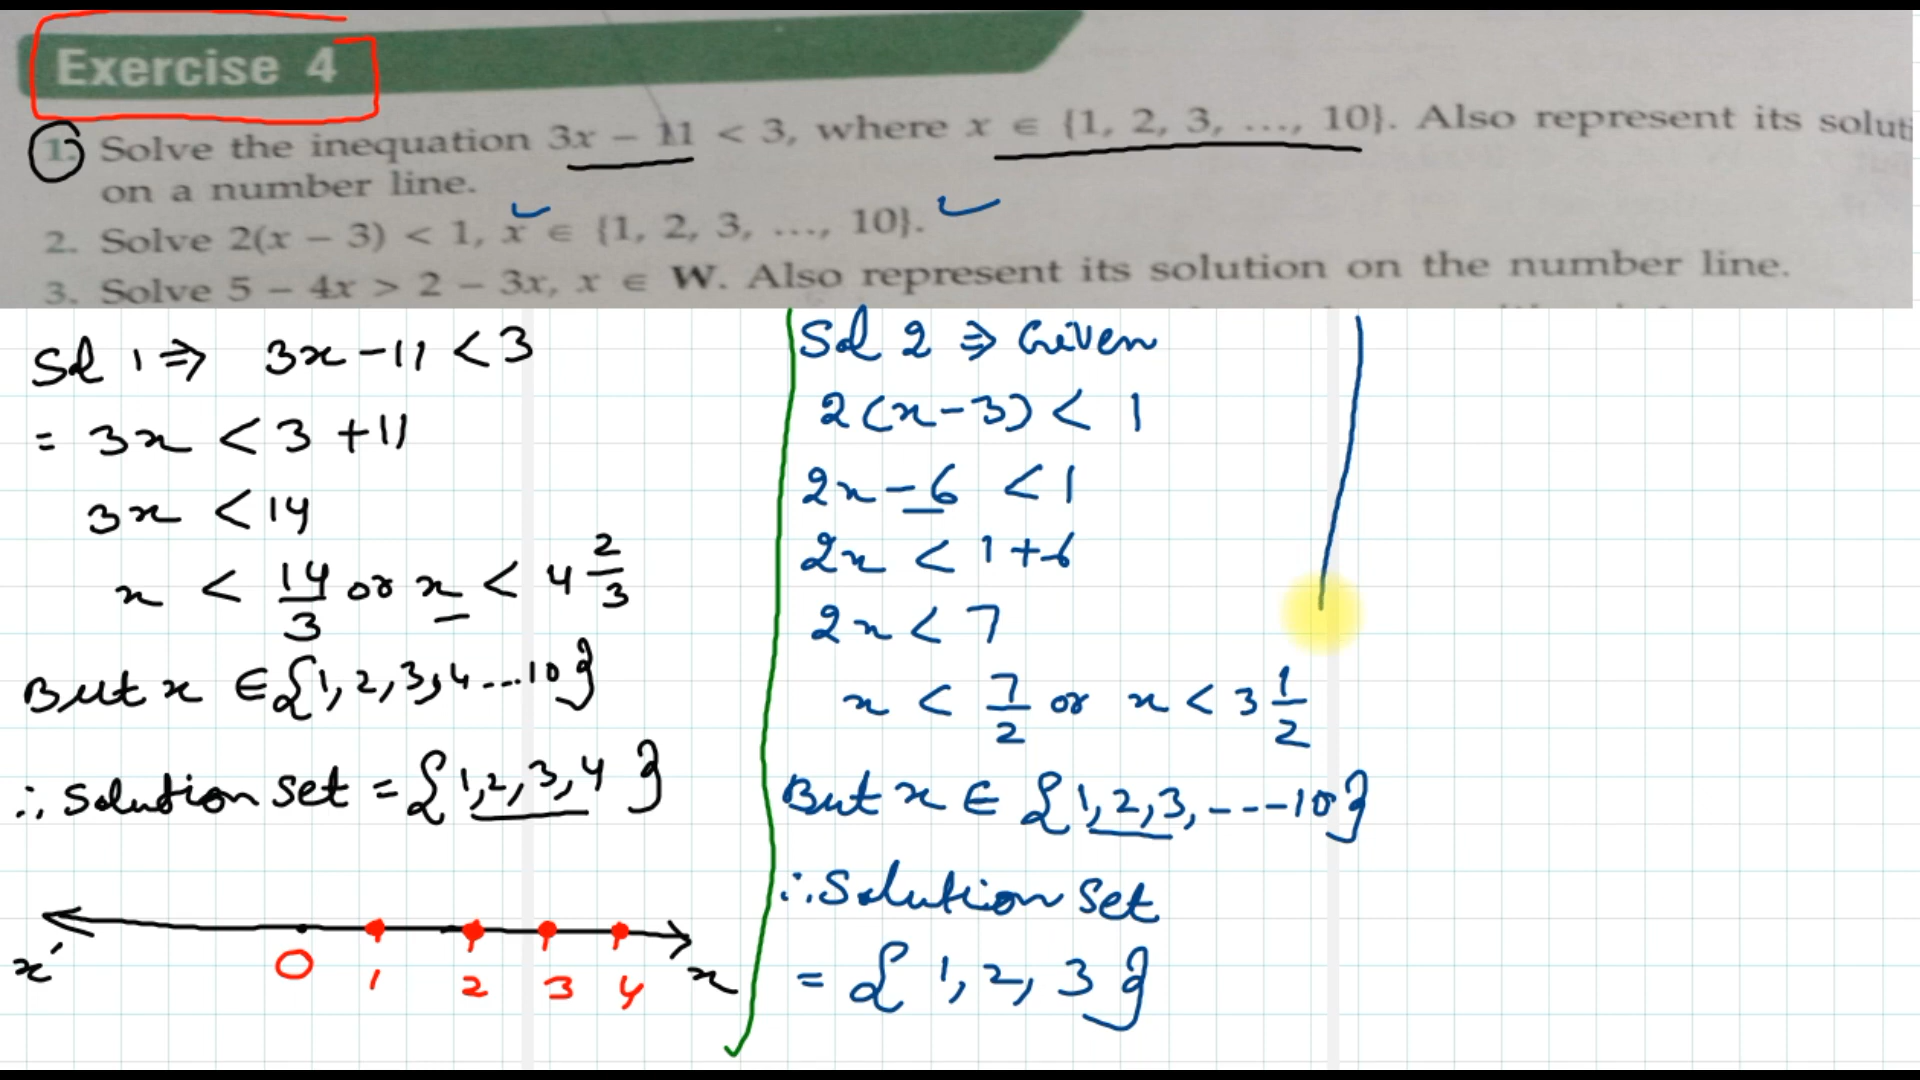 Exercise 4
1. Solve the inequation 3x − 11 < 3, where x ∈ {1, 2, 3, ..., 10}. Also represent its soluti
on a number line.
2. Solve 2(x − 3) < 1, x ∈ {1, 2, 3, ..., 10}.
3. Solve 5 − 4x > 2 − 3x, x ∈ W. Also represent its solution on the number line.
Sol 1 ⇒ 3x − 11 < 3
= 3x < 3 + 11
3x < 14
x < 14/3 or x < 4 2/3
But x ∈ {1, 2, 3, 4 ... 10}
∴ Solution set = {1, 2, 3, 4}
x' 0 1 2 3 4 x
Sol 2 ⇒ Given
2(x − 3) < 1
2x − 6 < 1
2x < 1 + 6
2x < 7
x < 7/2 or x < 3 1/2
But x ∈ {1, 2, 3, ---10}
∴ Solution Set
= {1, 2, 3}